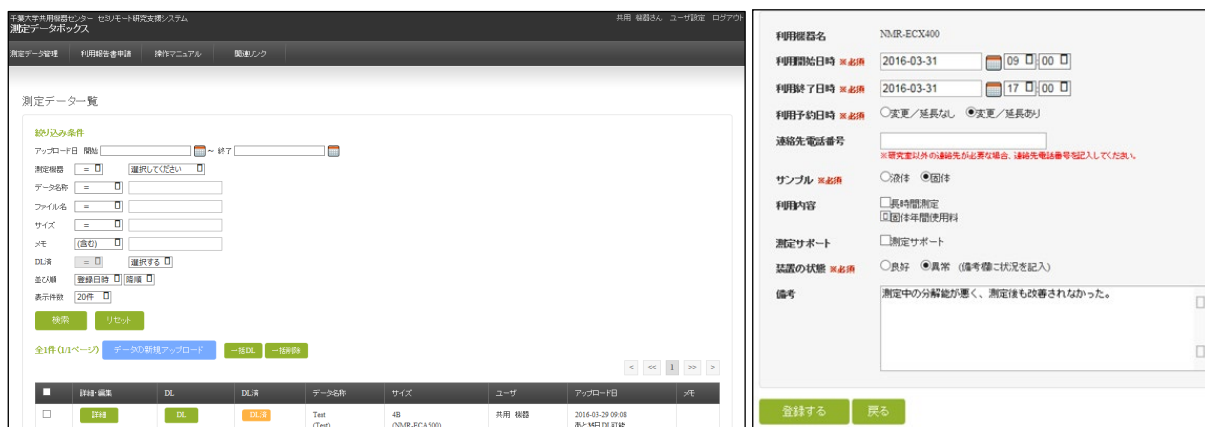 千葉大学共用機器センター セミリモート研究支援システム
測定データボックス
共用 機器さん ユーザ設定 ログアウト
測定データ管理 利用報告書申請 操作マニュアル 関連リンク
測定データ一覧
絞り込み条件
アップロード日 開始 ~ 終了
測定機器 = 選択してください
データ名称 =
ファイル名 =
サイズ =
メモ (含む)
DL済 = 選択する
並び順 登録日時 降順
表示件数 20件
検索 リセット
全1件(1/1ページ) データの新規アップロード 一括DL 一括削除
< << 1 >> >
詳細・編集 DL DL済 データ名称 サイズ ユーザ アップロード日 メモ
詳細 DL DL済 Test 4B 共用 機器 2016-03-29 09:08
(Test) (NMR-ECA500)
利用機器名 NMR-ECX400
利用開始日時 ※必須 2016-03-31 09 : 00
利用終了日時 ※必須 2016-03-31 17 : 00
利用予約日時 ※必須 変更/延長なし 変更/延長あり
連絡先電話番号
※研究室以外の連絡先が必要な場合、連絡先電話番号を記入してください。
サンプル ※必須 液体 固体
利用内容 長時間測定
固体年間使用料
測定サポート 測定サポート
装置の状態 ※必須 良好 異常 (備考欄に状況を記入)
備考 測定中の分解能が悪く、測定後も改善されなかった。
登録する 戻る